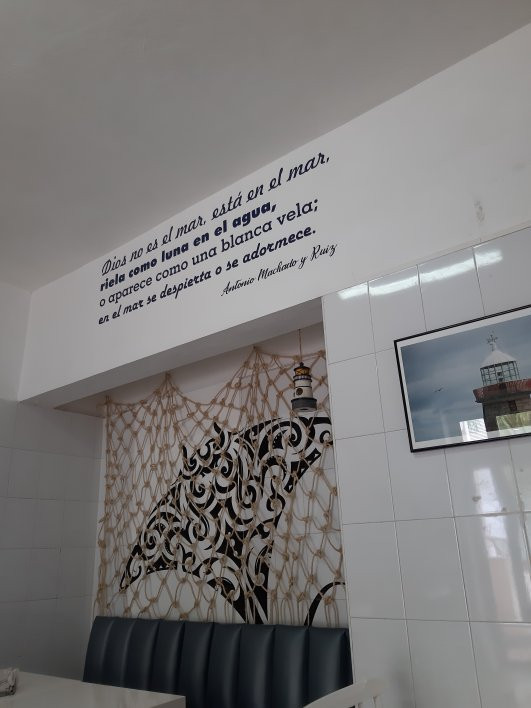 Dios no es el mar, está en el mar,
riela como luna en el agua,
o aparece como una blanca vela;
en el mar se despierta o se adormece.
Antonio Machado y Ruiz